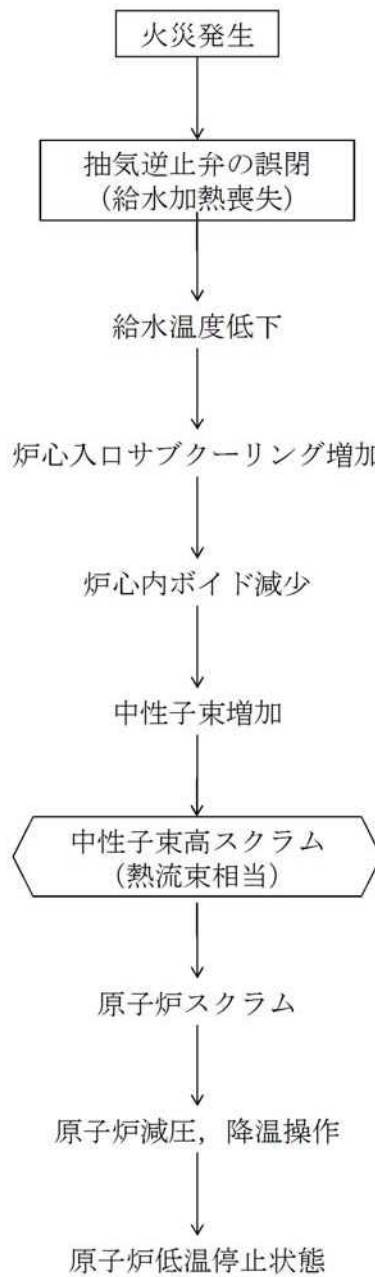 火災発生
抽気逆止弁の誤閉
（給水加熱喪失）
給水温度低下
炉心入口サブクーリング増加
炉心内ボイド減少
中性子束増加
中性子束高スクラム
（熱流束相当）
原子炉スクラム
原子炉減圧，降温操作
原子炉低温停止状態